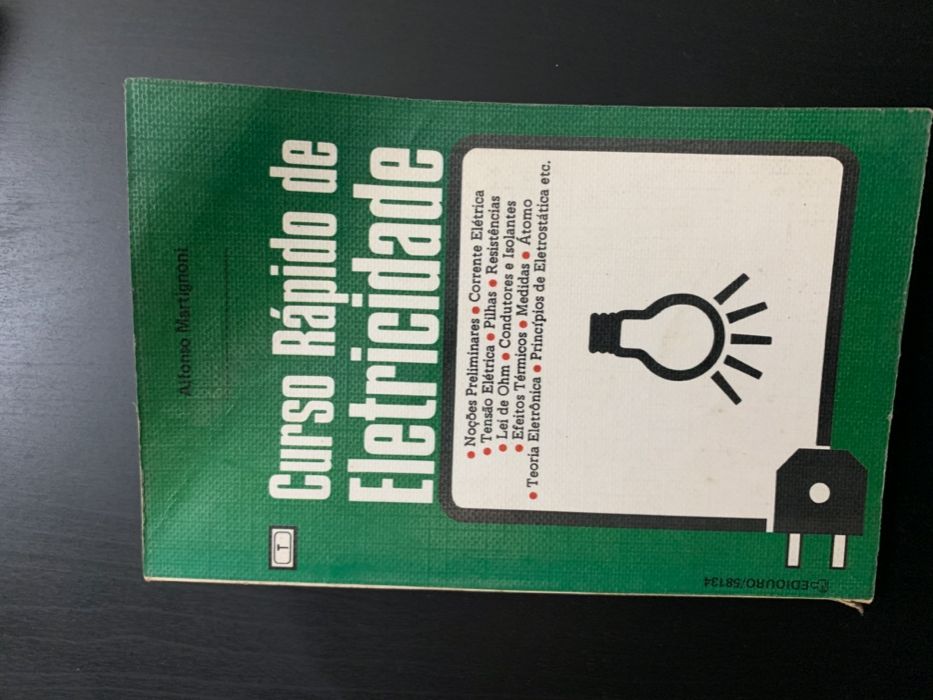 Alfonso Martignoni
T
Curso Rápido de
Eletricidade
• Noções Preliminares • Corrente Elétrica
• Tensão Elétrica • Pilhas • Resistências
• Lei de Ohm • Condutores e Isolantes
• Efeitos Térmicos • Medidas • Átomo
• Teoria Eletrônica • Princípios de Eletrostática etc.
EDIOURO/58134